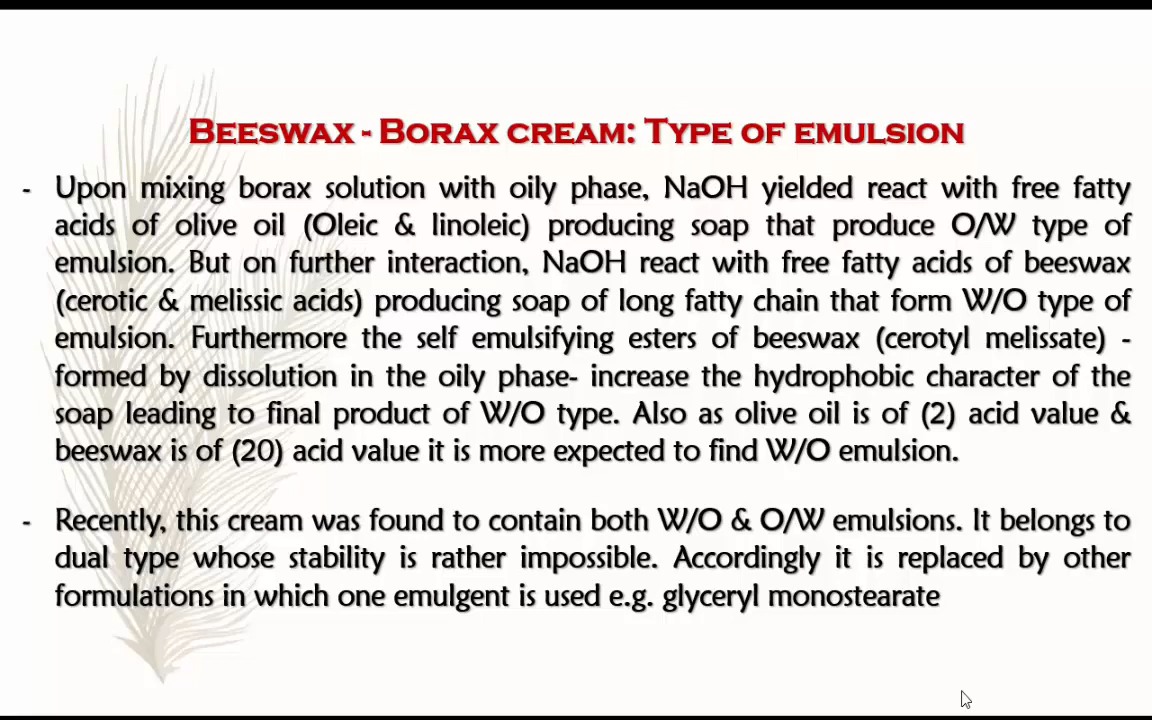 Beeswax - Borax cream: Type of emulsion
- Upon mixing borax solution with oily phase, NaOH yielded react with free fatty
acids of olive oil (Oleic & linoleic) producing soap that produce O/W type of
emulsion. But on further interaction, NaOH react with free fatty acids of beeswax
(cerotic & melissic acids) producing soap of long fatty chain that form W/O type of
emulsion. Furthermore the self emulsifying esters of beeswax (cerotyl melissate) -
formed by dissolution in the oily phase- increase the hydrophobic character of the
soap leading to final product of W/O type. Also as olive oil is of (2) acid value &
beeswax is of (20) acid value it is more expected to find W/O emulsion.
- Recently, this cream was found to contain both W/O & O/W emulsions. It belongs to
dual type whose stability is rather impossible. Accordingly it is replaced by other
formulations in which one emulgent is used e.g. glyceryl monostearate